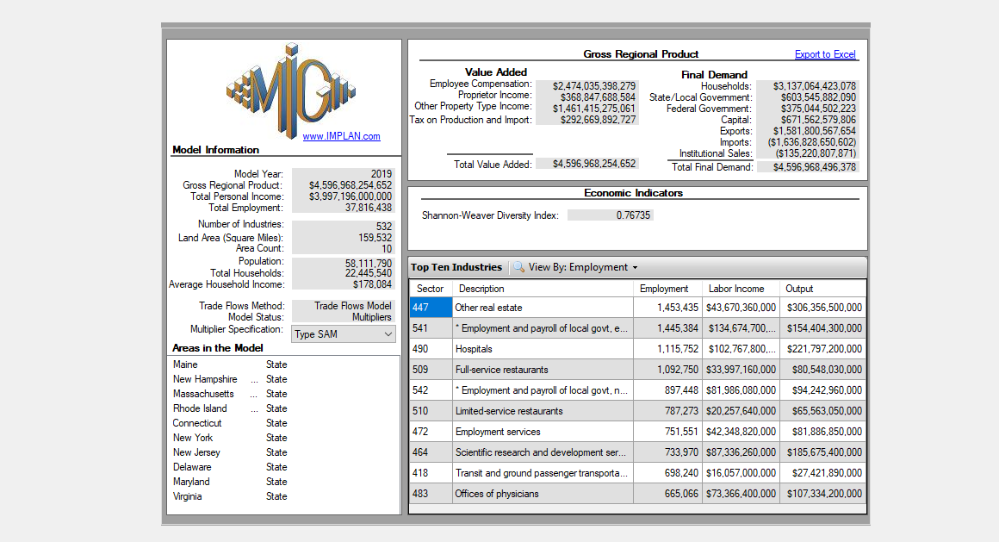 MIG
www.IMPLAN.com
Model Information
Model Year: 2019
Gross Regional Product: $4,596,968,254,652
Total Personal Income: $3,997,196,000,000
Total Employment: 37,816,438
Number of Industries: 532
Land Area (Square Miles): 159,532
Area Count: 10
Population: 58,111,790
Total Households: 22,445,540
Average Household Income: $178,084
Trade Flows Method: Trade Flows Model
Model Status: Multipliers
Multiplier Specification: Type SAM
Areas in the Model
Maine State
New Hampshire ... State
Massachusetts ... State
Rhode Island ... State
Connecticut State
New York State
New Jersey State
Delaware State
Maryland State
Virginia State
Gross Regional Product Export to Excel
Value Added
Employee Compensation: $2,474,035,398,279
Proprietor Income: $368,847,688,584
Other Property Type Income: $1,461,415,275,061
Tax on Production and Import: $292,669,892,727
Total Value Added: $4,596,968,254,652
Final Demand
Households: $3,137,064,423,078
State/Local Government: $603,545,882,090
Federal Government: $375,044,502,223
Capital: $671,562,579,806
Exports: $1,581,800,567,654
Imports: ($1,636,828,650,602)
Institutional Sales: ($135,220,807,871)
Total Final Demand: $4,596,968,496,378
Economic Indicators
Shannon-Weaver Diversity Index: 0.76735
Top Ten Industries View By: Employment
Sector Description Employment Labor Income Output
447 Other real estate 1,453,435 $43,670,360,000 $306,356,500,000
541 * Employment and payroll of local govt, e... 1,445,384 $134,674,700,... $154,404,300,000
490 Hospitals 1,115,752 $102,767,800,... $221,797,200,000
509 Full-service restaurants 1,092,750 $33,997,160,000 $80,548,030,000
542 * Employment and payroll of local govt, n... 897,448 $81,986,080,000 $94,242,960,000
510 Limited-service restaurants 787,273 $20,257,640,000 $65,563,050,000
472 Employment services 751,551 $42,348,820,000 $81,886,850,000
464 Scientific research and development ser... 733,970 $87,336,260,000 $185,675,400,000
418 Transit and ground passenger transporta... 698,240 $16,057,000,000 $27,421,890,000
483 Offices of physicians 665,066 $73,366,400,000 $107,334,200,000